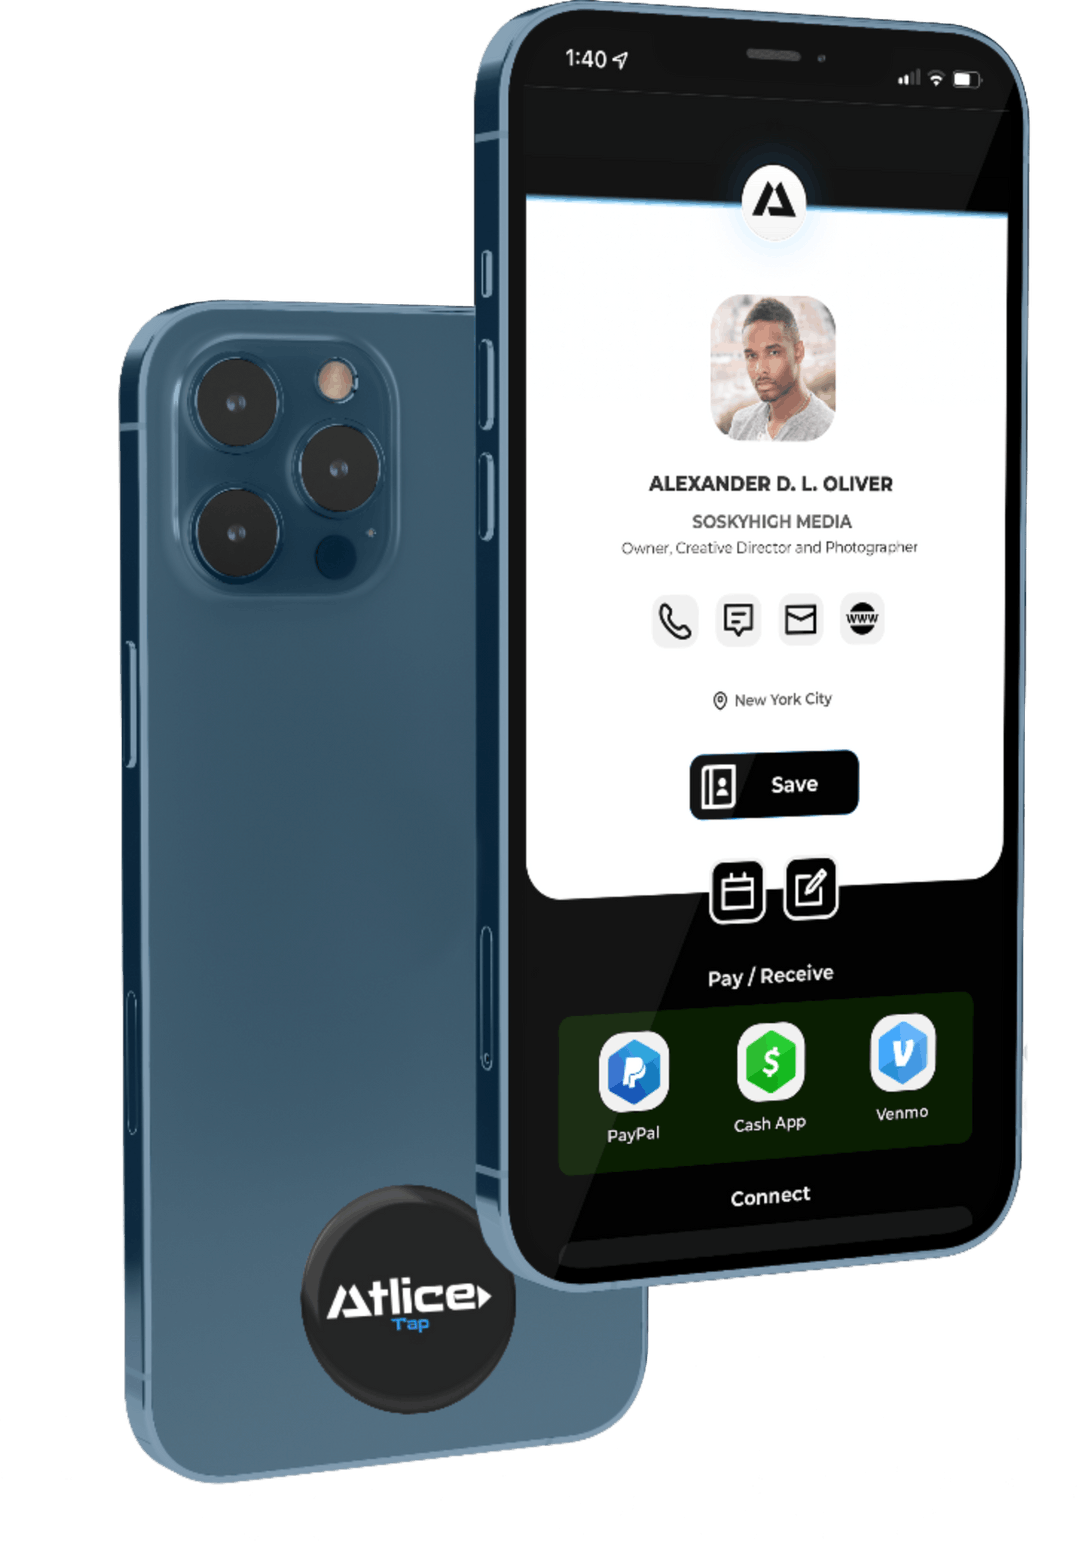 1:40
ALEXANDER D. L. OLIVER
SOSKYHIGH MEDIA
Owner, Creative Director and Photographer
www
New York City
Save
Pay / Receive
PayPal
Cash App
Venmo
Connect
Atlice
Tap